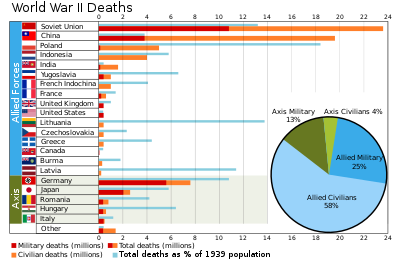 World War II Deaths
0 2 4 6 8 10 12 14 16 18 20 22 24
Soviet Union
China
Poland
Indonesia
India
Yugoslavia
French Indochina
France
United Kingdom
United States
Lithuania
Czechoslovakia
Greece
Canada
Burma
Latvia
Germany
Japan
Romania
Hungary
Italy
Other
Allied Forces
Axis
Axis Military
13%
Axis Civilians 4%
Allied Military
25%
Allied Civilians
58%
0 2 4 6 8 10 12 14 16 18 20 22 24
Military deaths (millions)
Total deaths (millions)
Civilian deaths (millions)
Total deaths as % of 1939 population